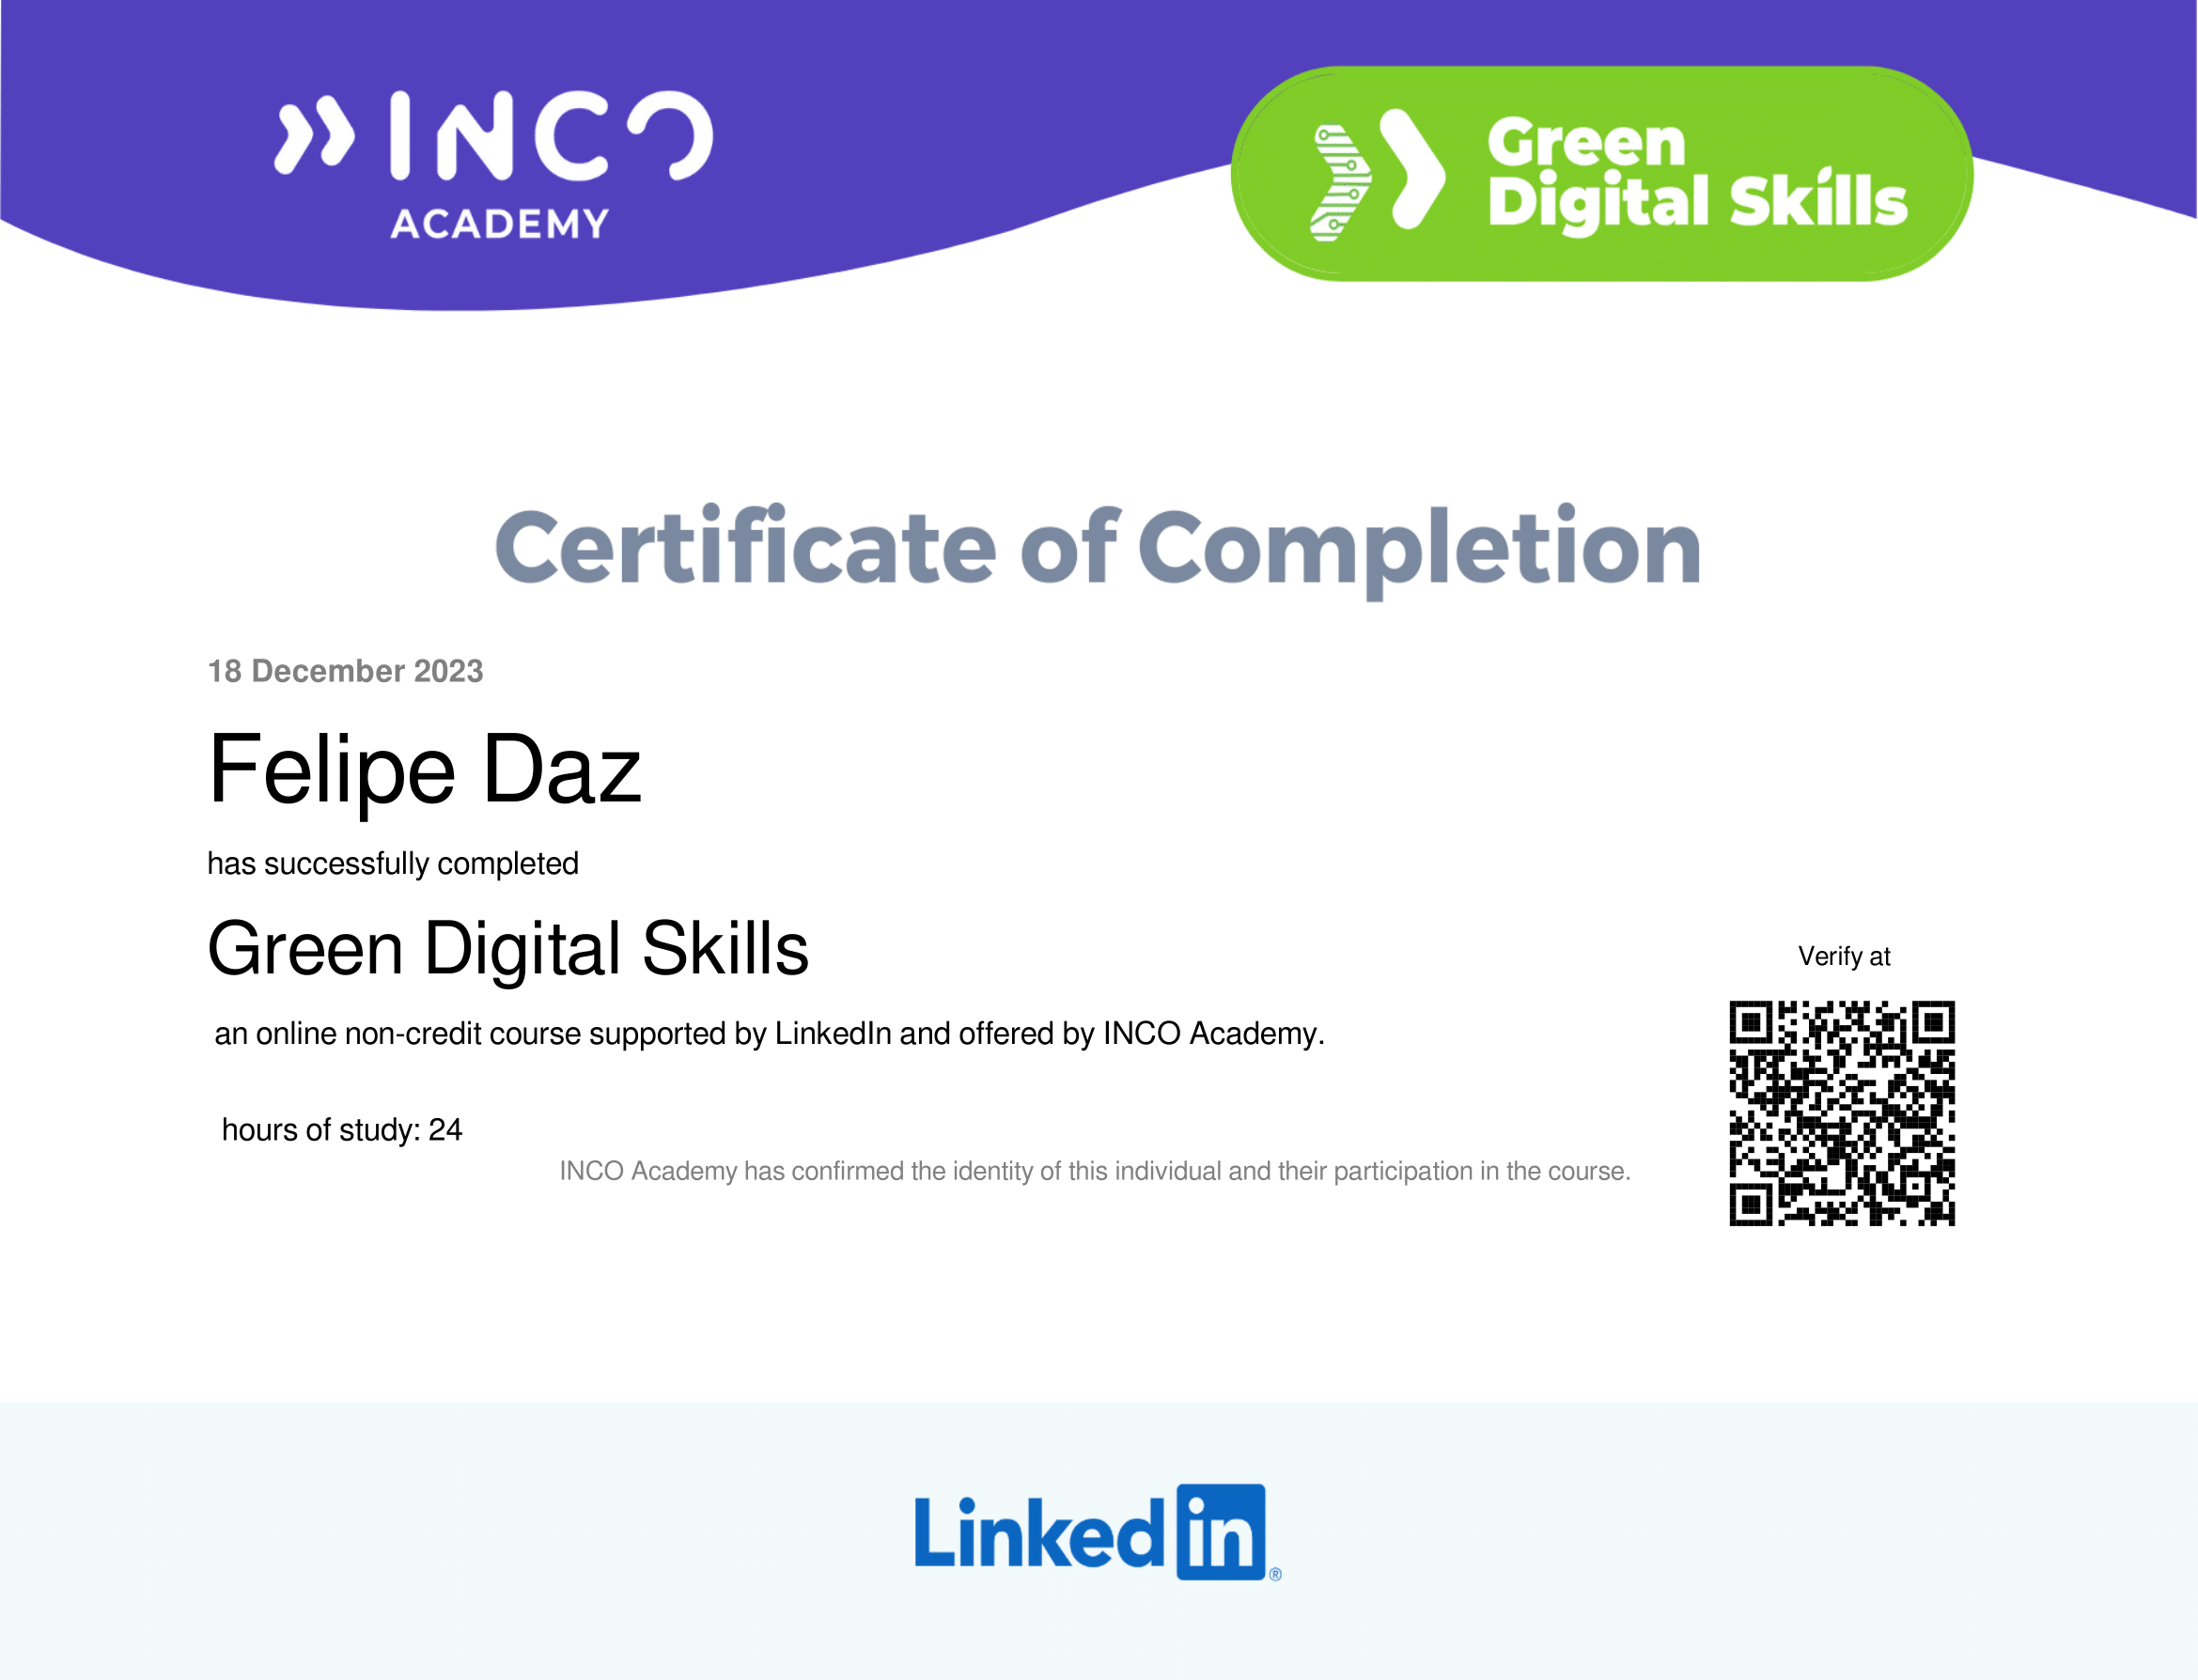 INCO
ACADEMY
Green
Digital Skills
Certificate of Completion
18 December 2023
Felipe Daz
has successfully completed
Green Digital Skills
an online non-credit course supported by LinkedIn and offered by INCO Academy.
Verify at
hours of study: 24
INCO Academy has confirmed the identity of this individual and their participation in the course.
Linked in ®